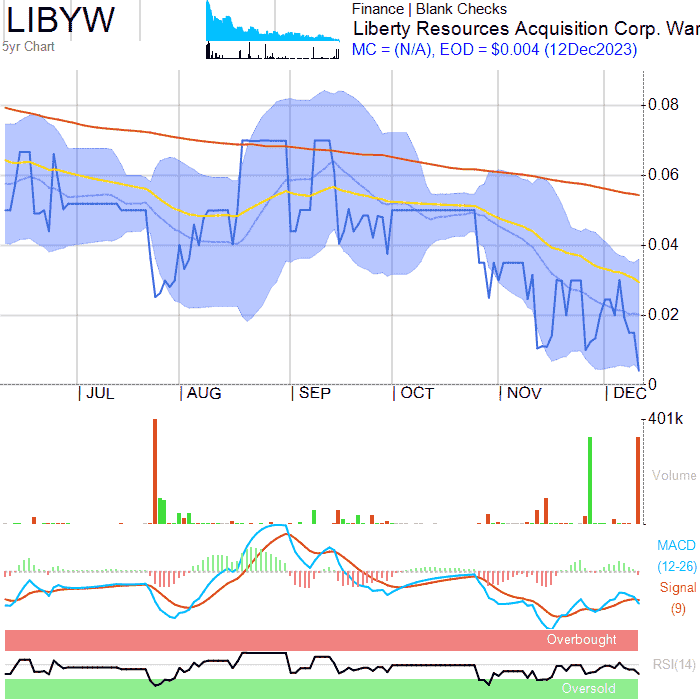 LIBYW
5yr Chart
Finance | Blank Checks
Liberty Resources Acquisition Corp. War
MC = (N/A), EOD = $0.004 (12Dec2023)
0.08
0.06
0.04
0.02
0
JUL AUG SEP OCT NOV DEC
401k
Volume
MACD
(12-26)
Signal
(9)
Overbought
RSI(14)
Oversold